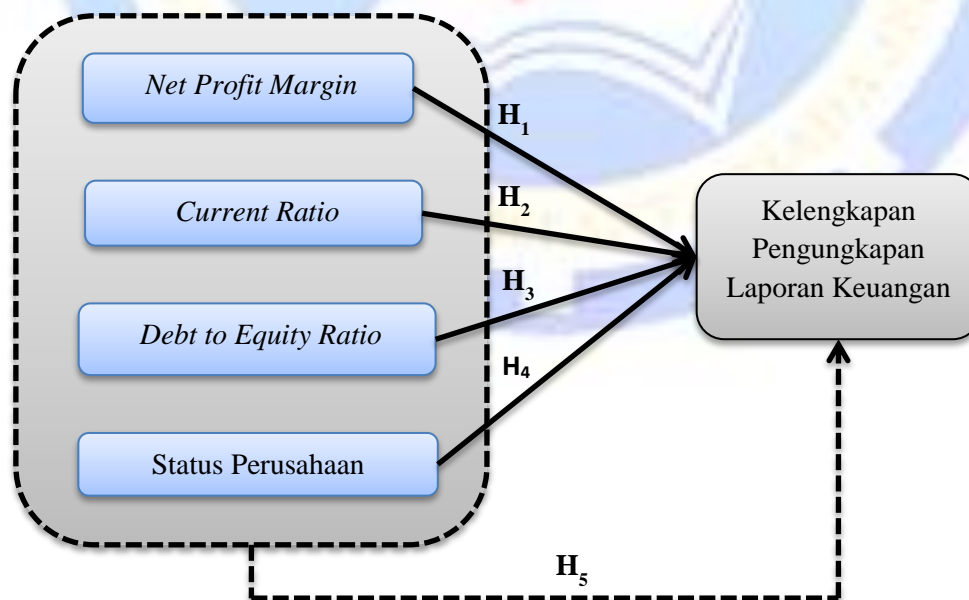 Net Profit Margin
H1
Current Ratio
H2
Kelengkapan
Pengungkapan
Laporan Keuangan
H3
Debt to Equity Ratio
H4
Status Perusahaan
H5